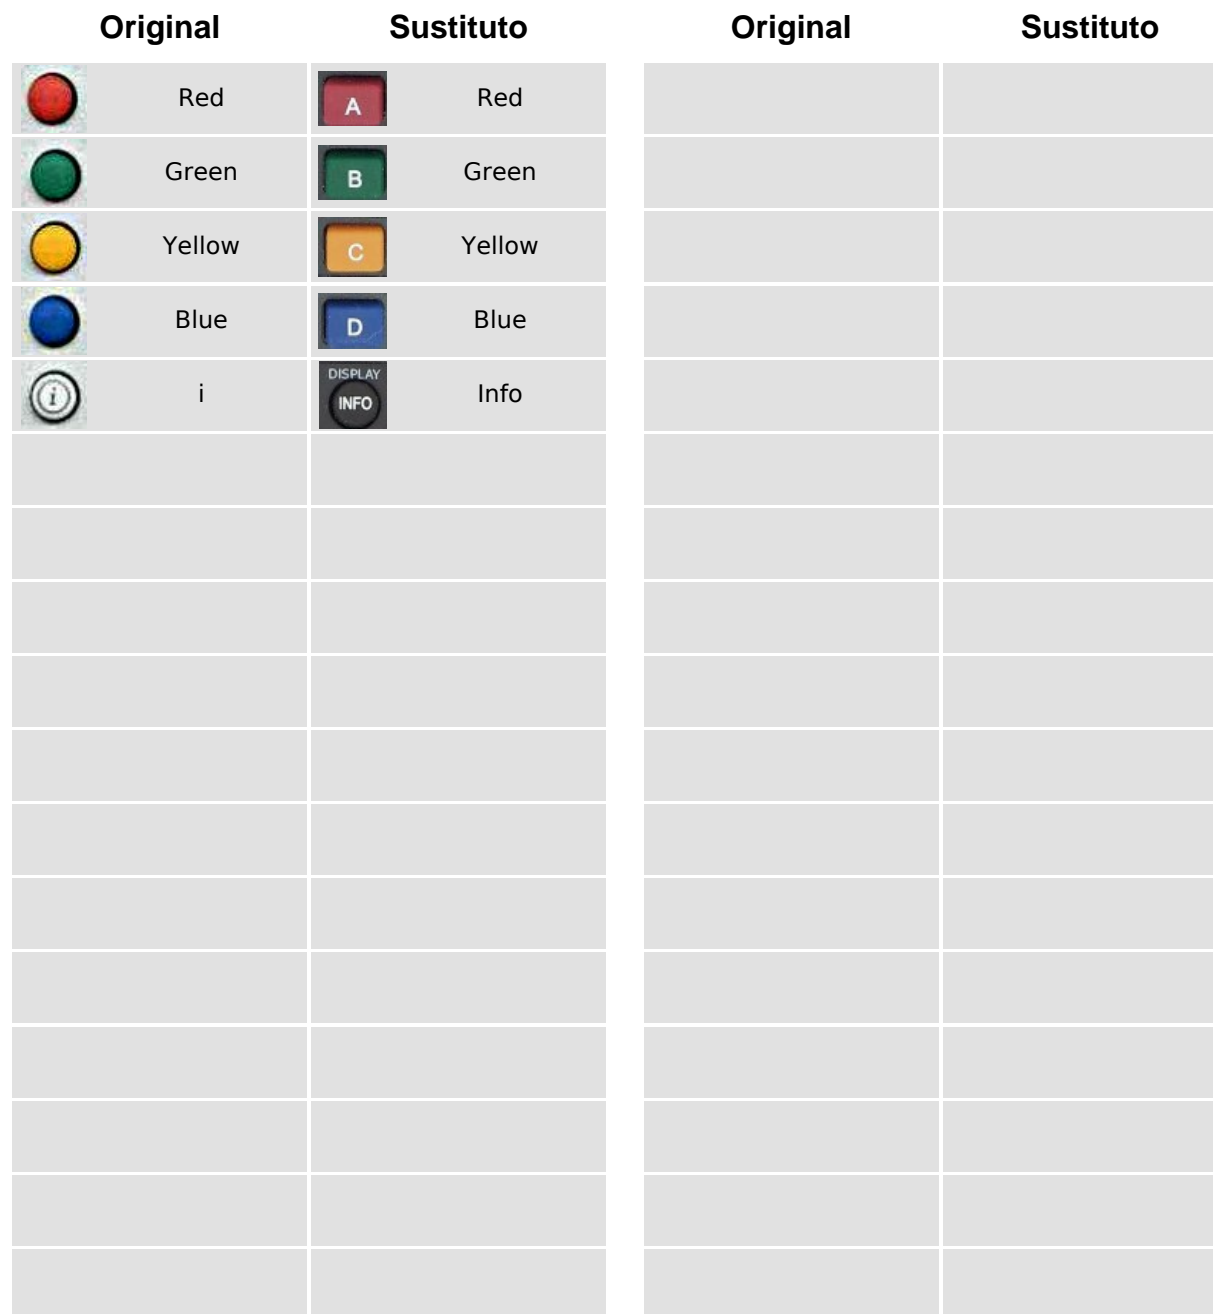 Original Sustituto Original Sustituto
Red A Red
Green B Green
Yellow C Yellow
Blue D Blue
i i DISPLAY INFO Info